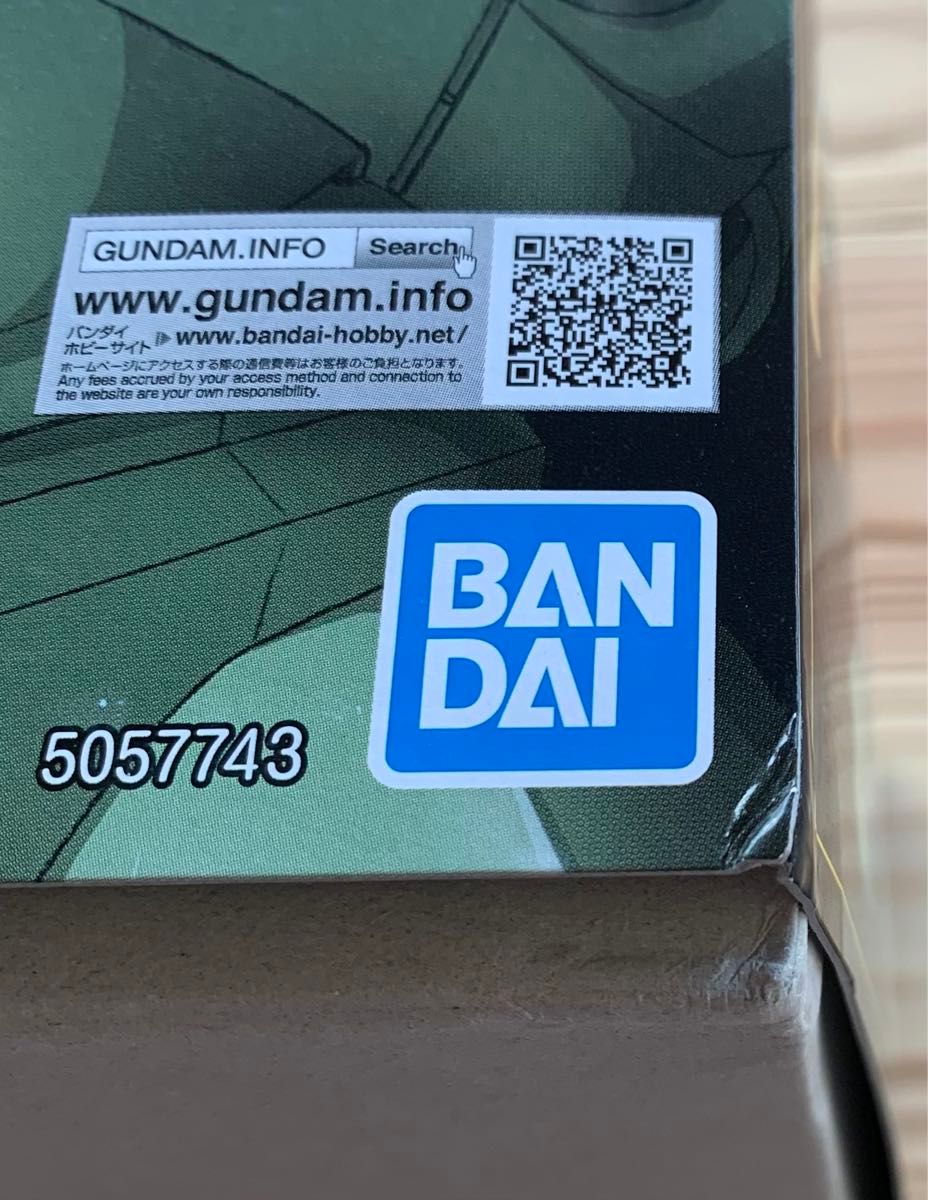 GUNDAM.INFO Search
www.gundam.info
バンダイ
ホビーサイト www.bandai-hobby.net/
ホームページにアクセスする際の通信費等はお客様のご負担となります。
Any fees accrued by your access method and connection to
the website are your own responsibility.
BAN
DAI
5057743